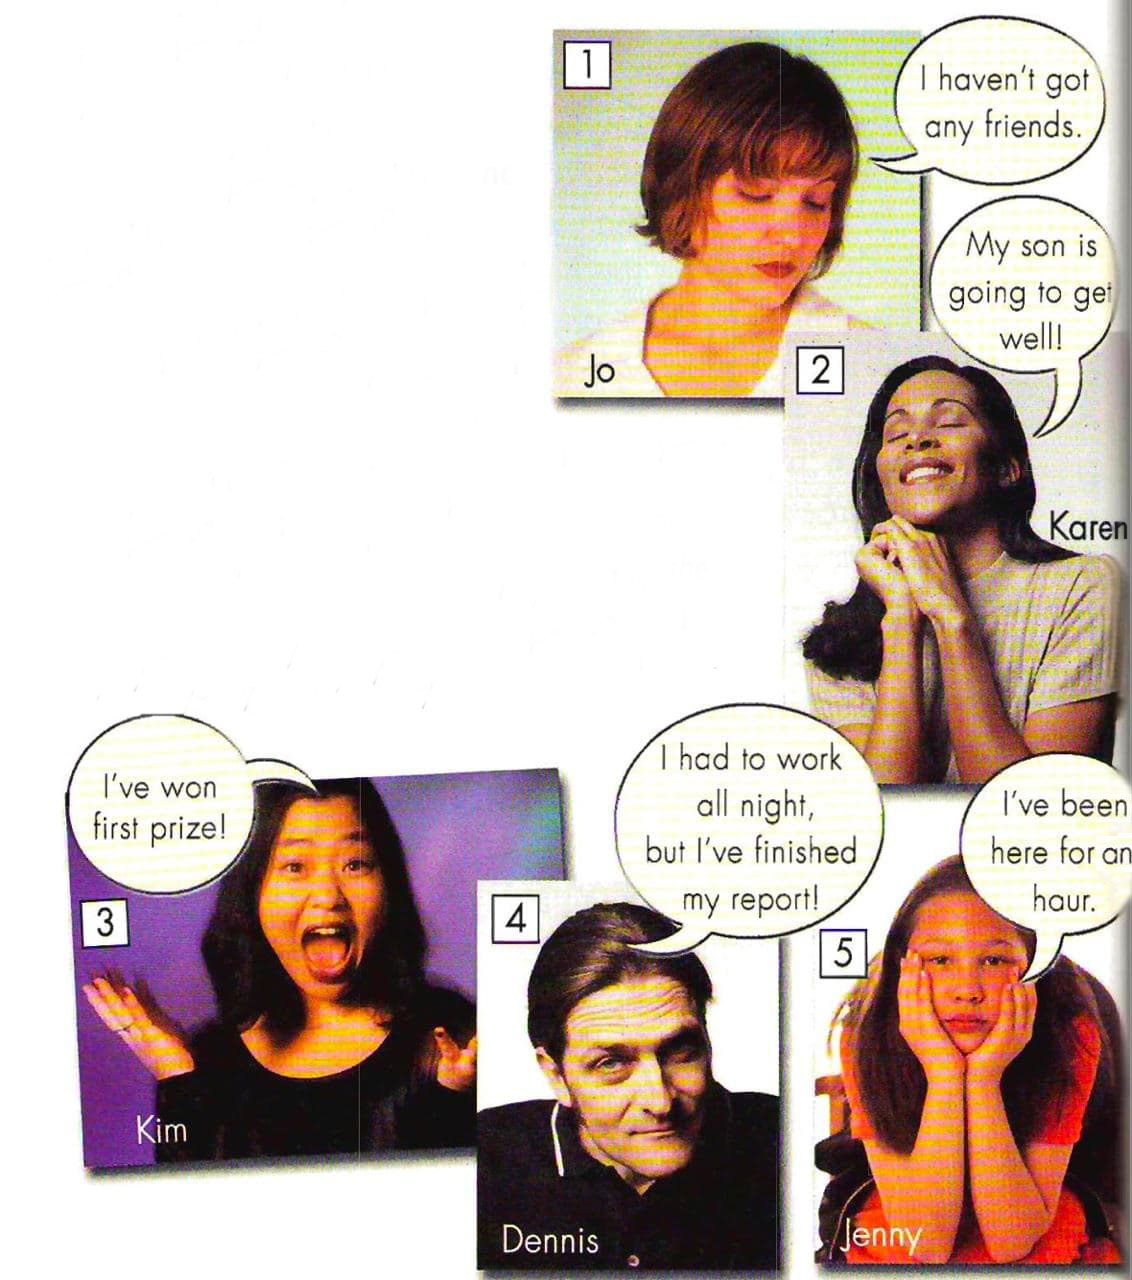 1
I haven't got
any friends.
Jo
My son is
going to get
well!
2
Karen
I've won
first prize!
3
Kim
I had to work
all night,
but I've finished
my report!
4
Dennis
I've been
here for an
hour.
5
Jenny